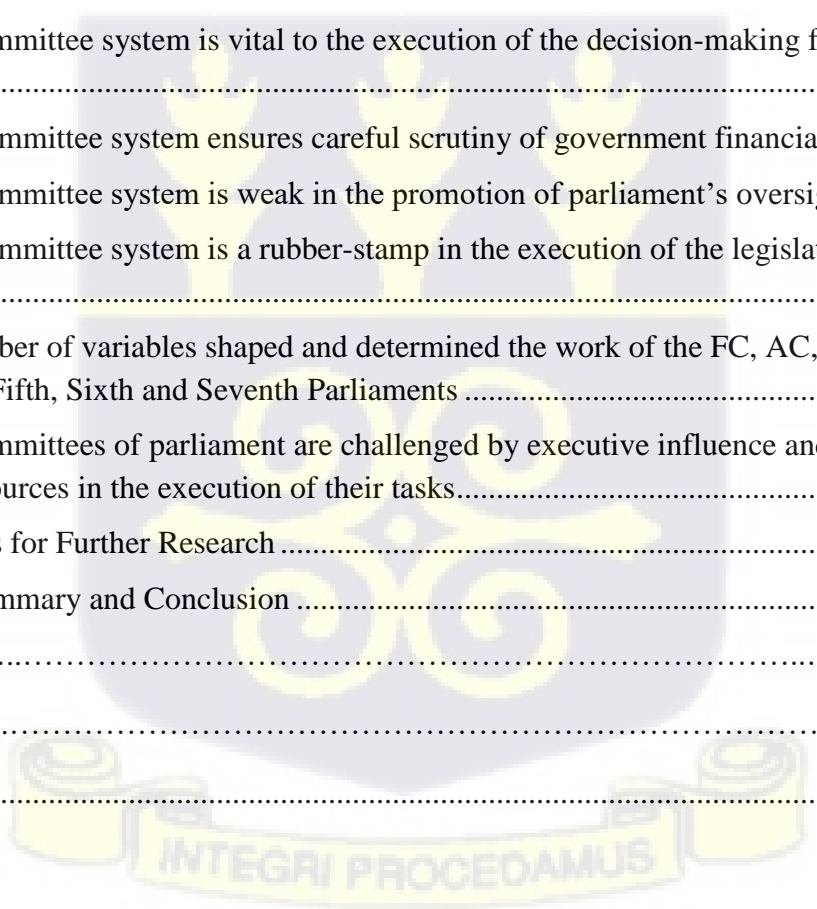 mmittee system is vital to the execution of the decision-making f
..........................................................................................................
mmittee system ensures careful scrutiny of government financia
mmittee system is weak in the promotion of parliament’s oversig
mmittee system is a rubber-stamp in the execution of the legislat
..........................................................................................................
ber of variables shaped and determined the work of the FC, AC,
Fifth, Sixth and Seventh Parliaments .............................................
mmittees of parliament are challenged by executive influence and
ources in the execution of their tasks..............................................
s for Further Research ....................................................................
mmary and Conclusion ..................................................................
...………………………………………………………………………...
..……………………………………………………………………………
..........................................................................................................
INTEGRI PROCEDAMUS